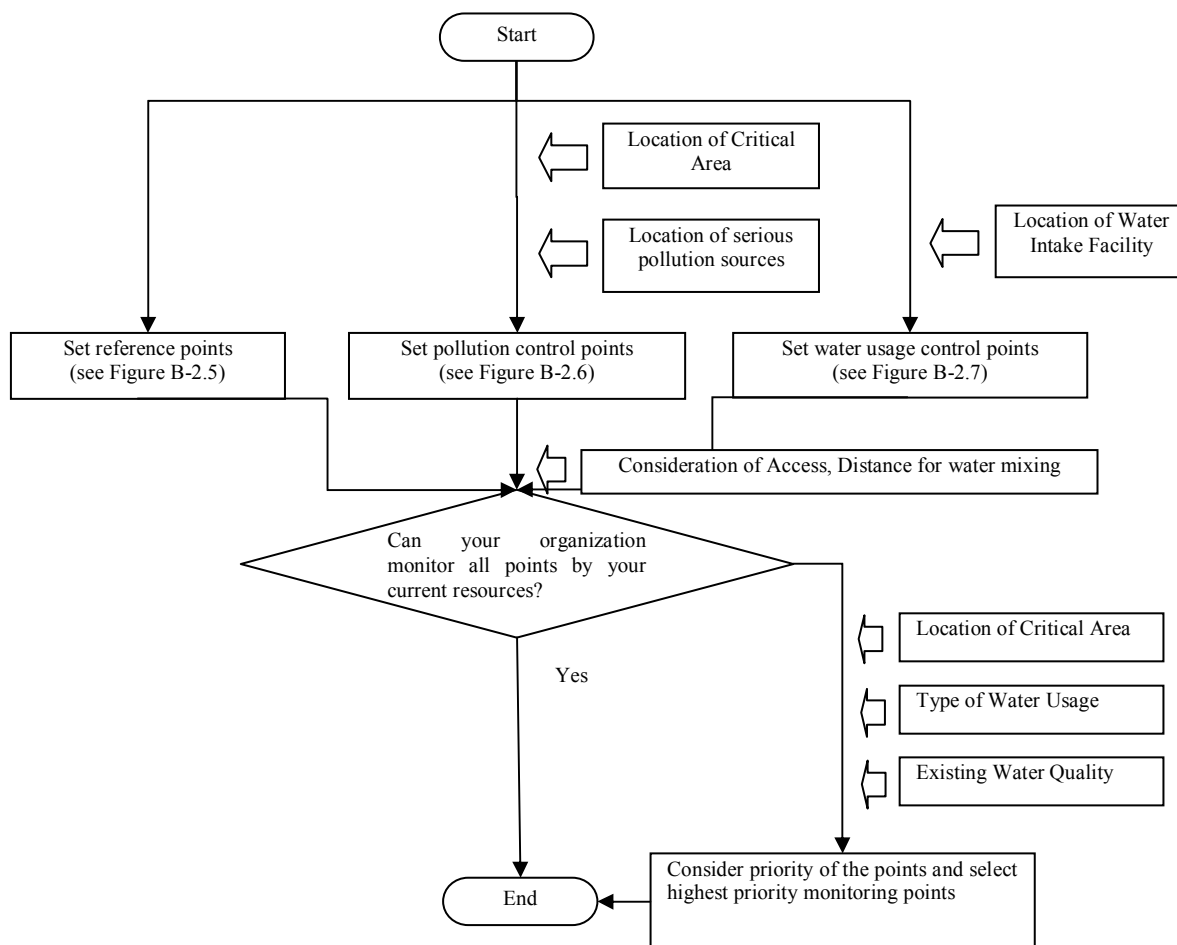 Start
Location of Critical
Area
Location of serious
pollution sources
Location of Water
Intake Facility
Set reference points
(see Figure B-2.5)
Set pollution control points
(see Figure B-2.6)
Set water usage control points
(see Figure B-2.7)
Consideration of Access, Distance for water mixing
Can your organization
monitor all points by your
current resources?
Location of Critical Area
Yes
Type of Water Usage
Existing Water Quality
Consider priority of the points and select
highest priority monitoring points
End